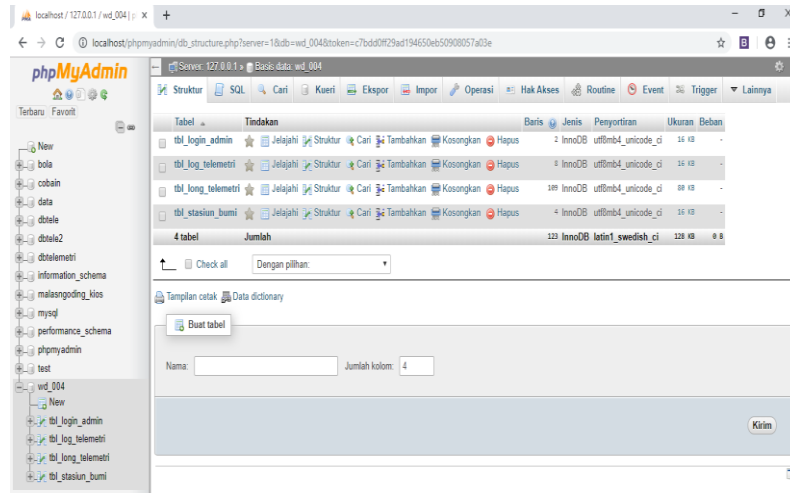 localhost / 127.0.0.1 / wd_004 | p
localhost/phpmyadmin/db_structure.php?server=1&db=wd_004&token=c7bdd0ff29ad194650eb50908057a03e
B
phpMyAdmin
Terbaru Favorit
New
bola
cobain
data
dbtele
dbtele2
dbtelemetri
information_schema
malasngoding_kios
mysql
performance_schema
phpmyadmin
test
wd_004
New
tbl_login_admin
tbl_log_telemetri
tbl_long_telemetri
tbl_stasiun_bumi
Server: 127.0.0.1 » Basis data: wd_004
Struktur SQL Cari Kueri Ekspor Impor Operasi Hak Akses Routine Event Trigger Lainnya
Tabel Tindakan Baris Jenis Penyortiran Ukuran Beban
tbl_login_admin Jelajahi Struktur Cari Tambahkan Kosongkan Hapus 2 InnoDB utf8mb4_unicode_ci 16 KB -
tbl_log_telemetri Jelajahi Struktur Cari Tambahkan Kosongkan Hapus 8 InnoDB utf8mb4_unicode_ci 16 KB -
tbl_long_telemetri Jelajahi Struktur Cari Tambahkan Kosongkan Hapus 109 InnoDB utf8mb4_unicode_ci 80 KB -
tbl_stasiun_bumi Jelajahi Struktur Cari Tambahkan Kosongkan Hapus 4 InnoDB utf8mb4_unicode_ci 16 KB -
4 tabel Jumlah 123 InnoDB latin1_swedish_ci 128 KB 0 B
Check all Dengan pilihan:
Tampilan cetak Data dictionary
Buat tabel
Nama: Jumlah kolom: 4
Kirim